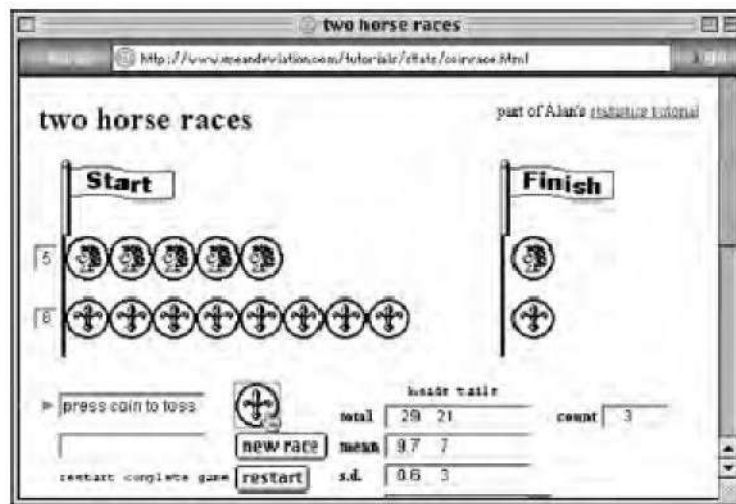 two horse races
http://www.meandeviation.com/tutorials/stats/coinrace.html
two horse races
part of Alan's statistics tutorial
Start
Finish
5
8
press coin to toss
heads tails
total 29 21
count 3
new race
mean 9.7 7
restart complete game
restart
s.d. 0.6 3